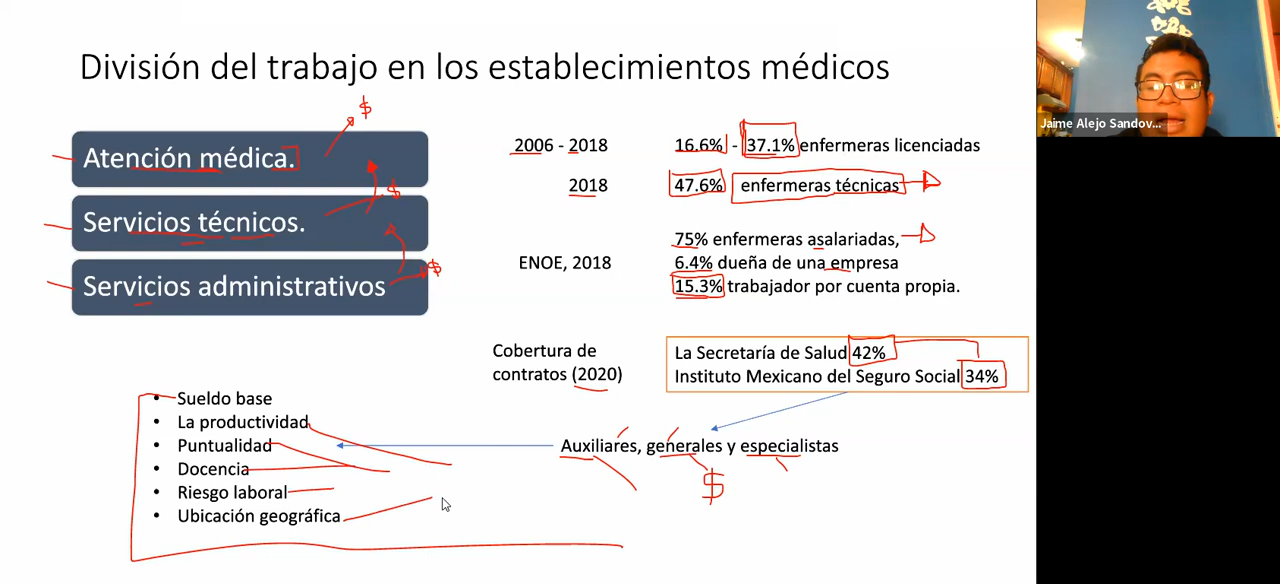 División del trabajo en los establecimientos médicos
Atención médica.
Servicios técnicos.
Servicios administrativos
$
$
$
2006 - 2018
16.6% - 37.1% enfermeras licenciadas
2018
47.6% enfermeras técnicas
ENOE, 2018
75% enfermeras asalariadas,
6.4% dueña de una empresa
15.3% trabajador por cuenta propia.
Cobertura de
contratos (2020)
La Secretaría de Salud 42%
Instituto Mexicano del Seguro Social 34%
Auxiliares, generales y especialistas
$
• Sueldo base
• La productividad
• Puntualidad
• Docencia
• Riesgo laboral
• Ubicación geográfica
Jaime Alejo Sandov...